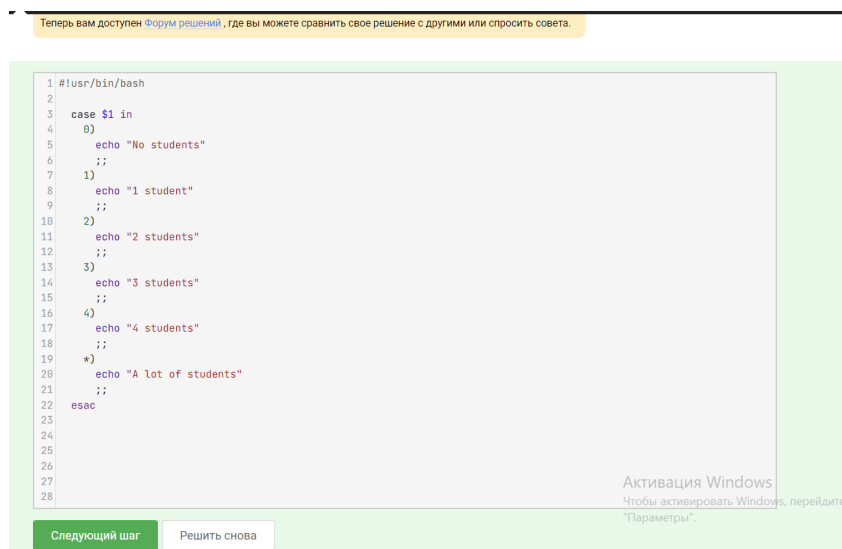 Теперь вам доступен Форум решений , где вы можете сравнить свое решение с другими или спросить совета.
1 #!usr/bin/bash
2
3 case $1 in
4 0)
5 echo "No students"
6 ;;
7 1)
8 echo "1 student"
9 ;;
10 2)
11 echo "2 students"
12 ;;
13 3)
14 echo "3 students"
15 ;;
16 4)
17 echo "4 students"
18 ;;
19 *)
20 echo "A lot of students"
21 ;;
22 esac
23
24
25
26
27
28
Активация Windows
Чтобы активировать Windows, перейдите
"Параметры".
Следующий шаг Решить снова